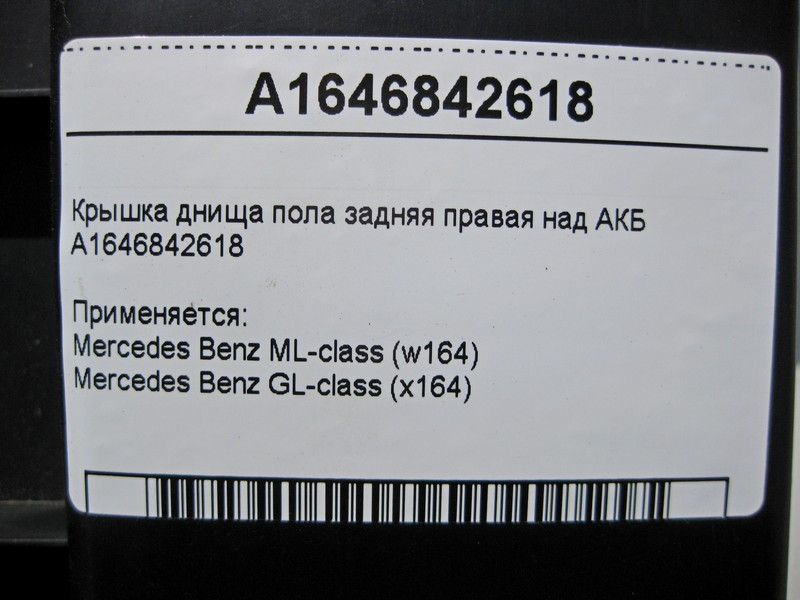 A1646842618
Крышка днища пола задняя правая над АКБ
A1646842618
Применяется:
Mercedes Benz ML-class (w164)
Mercedes Benz GL-class (x164)